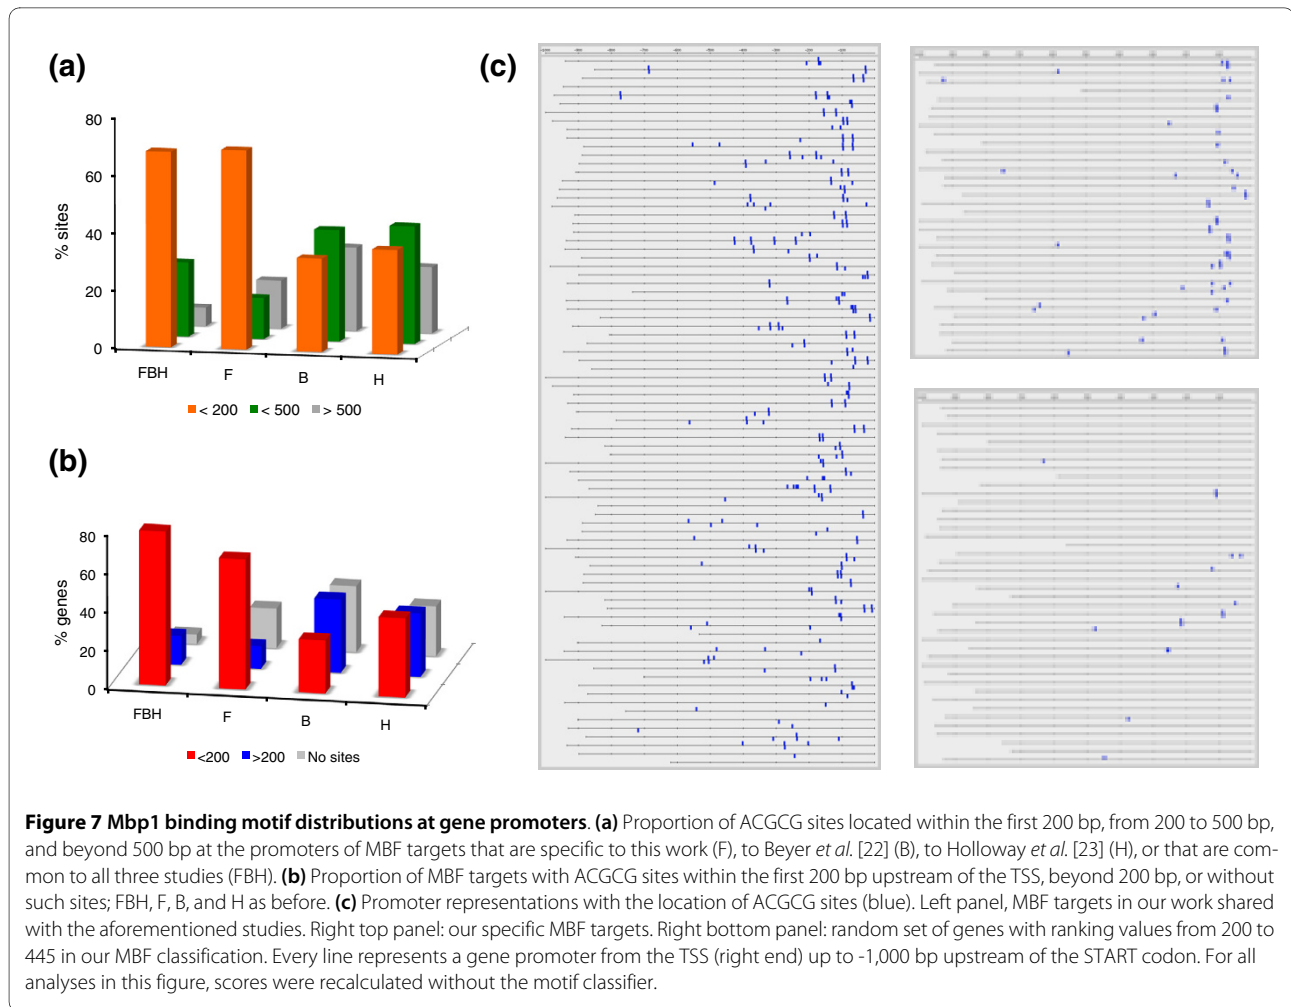 (a)
80
60
40
20
0
% sites
FBH
F
B
H
< 200
< 500
> 500
(b)
80
60
40
20
0
% genes
FBH
F
B
H
<200
>200
No sites
(c)
Figure 7 Mbp1 binding motif distributions at gene promoters. (a) Proportion of ACGCG sites located within the first 200 bp, from 200 to 500 bp,
and beyond 500 bp at the promoters of MBF targets that are specific to this work (F), to Beyer et al. [22] (B), to Holloway et al. [23] (H), or that are com-
mon to all three studies (FBH). (b) Proportion of MBF targets with ACGCG sites within the first 200 bp upstream of the TSS, beyond 200 bp, or without
such sites; FBH, F, B, and H as before. (c) Promoter representations with the location of ACGCG sites (blue). Left panel, MBF targets in our work shared
with the aforementioned studies. Right top panel: our specific MBF targets. Right bottom panel: random set of genes with ranking values from 200 to
445 in our MBF classification. Every line represents a gene promoter from the TSS (right end) up to -1,000 bp upstream of the START codon. For all
analyses in this figure, scores were recalculated without the motif classifier.